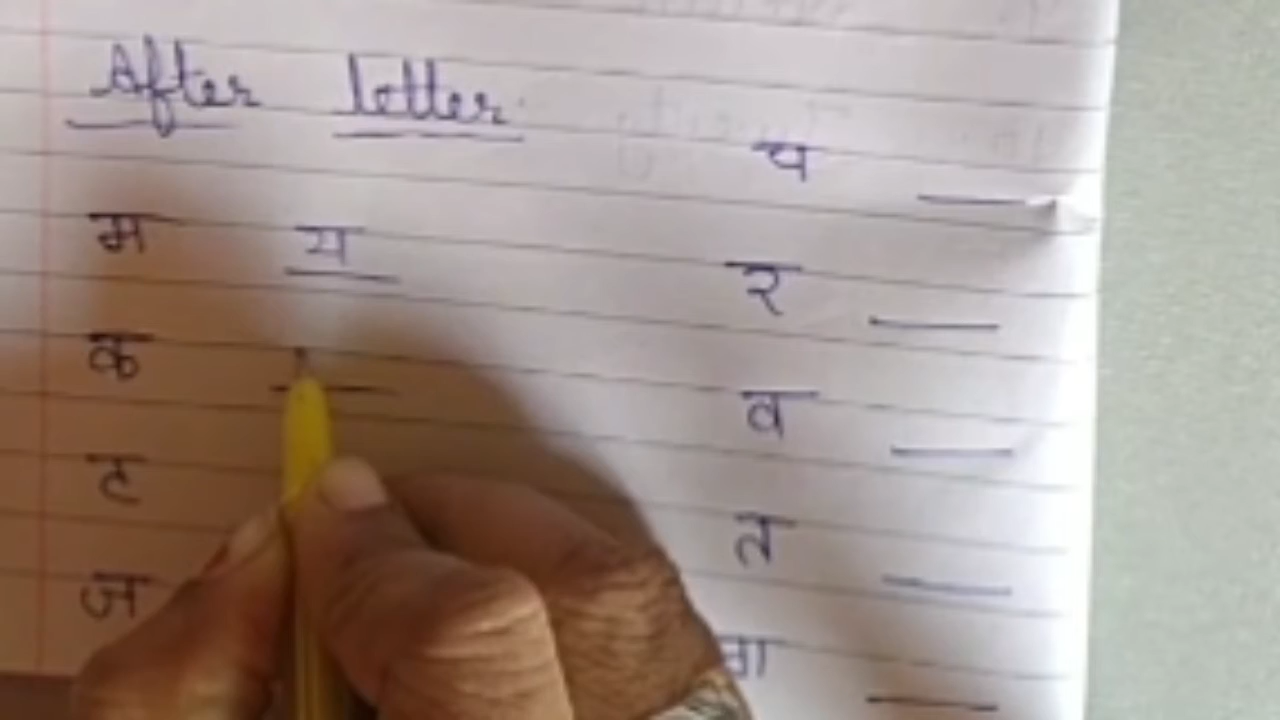 After letter
च
म य
र
क
व
ट
त
ज